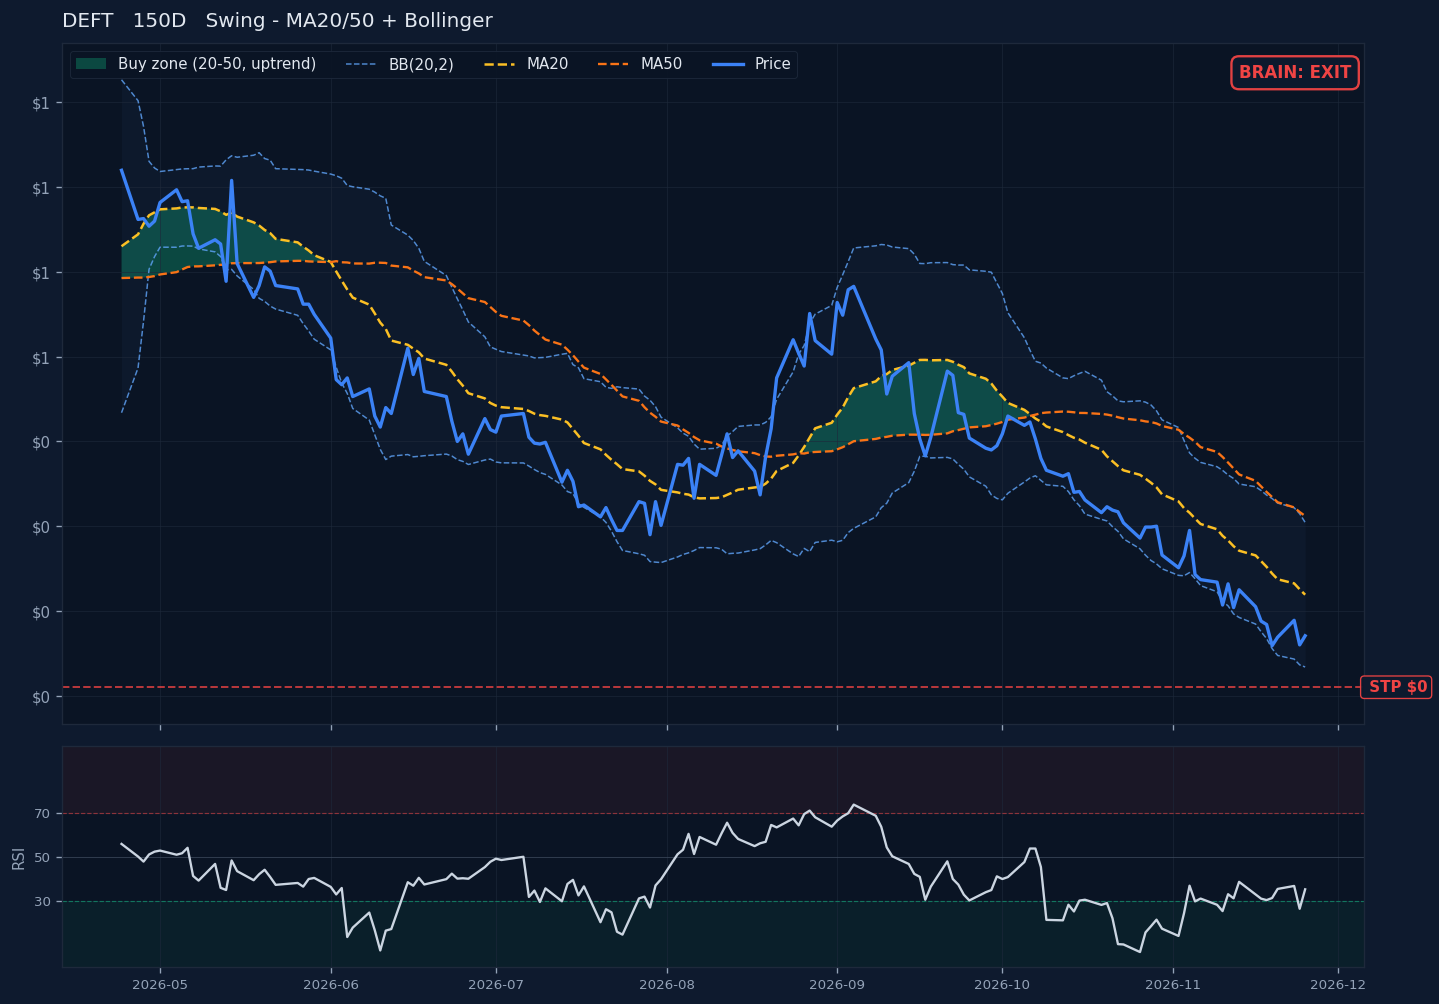 DEFT   150D   Swing - MA20/50 + Bollinger
Buy zone (20-50, uptrend)   BB(20,2)   MA20   MA50   Price
BRAIN: EXIT
$1
$1
$1
$1
$0
$0
$0
$0
STP $0
RSI
70
50
30
2026-05   2026-06   2026-07   2026-08   2026-09   2026-10   2026-11   2026-12